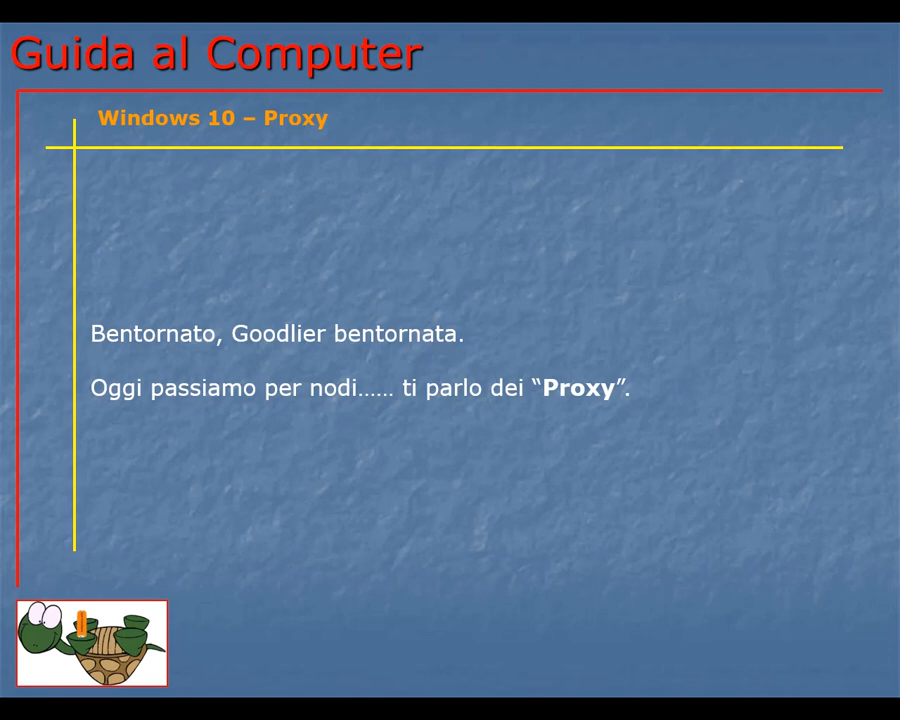 Guida al Computer
Windows 10 – Proxy
Bentornato, Goodlier bentornata.
Oggi passiamo per nodi…… ti parlo dei “Proxy”.